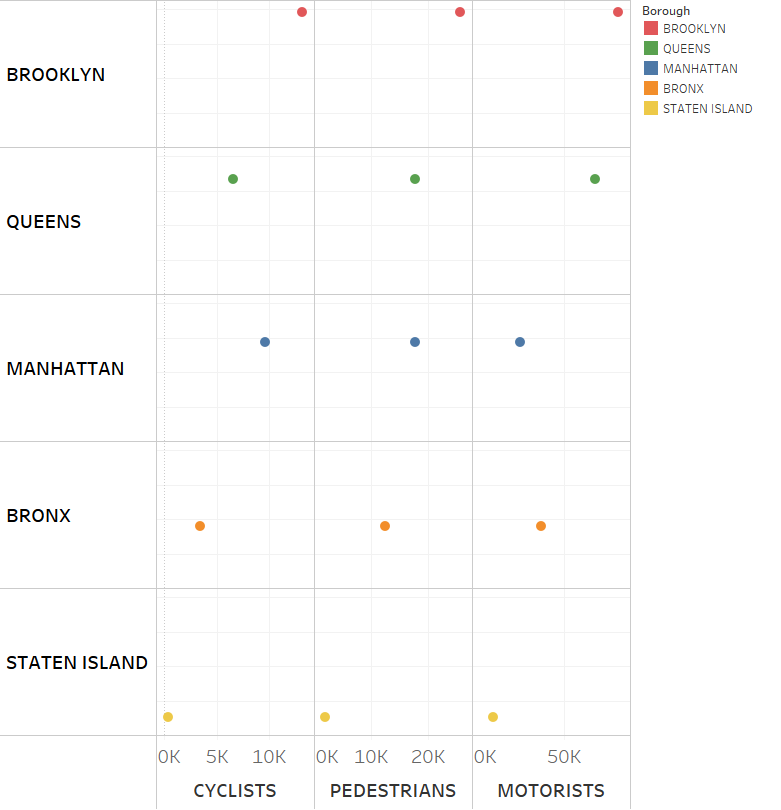 Borough
BROOKLYN
QUEENS
MANHATTAN
BRONX
STATEN ISLAND
BROOKLYN
QUEENS
MANHATTAN
BRONX
STATEN ISLAND
0K 5K 10K 0K 10K 20K 0K 50K
CYCLISTS PEDESTRIANS MOTORISTS